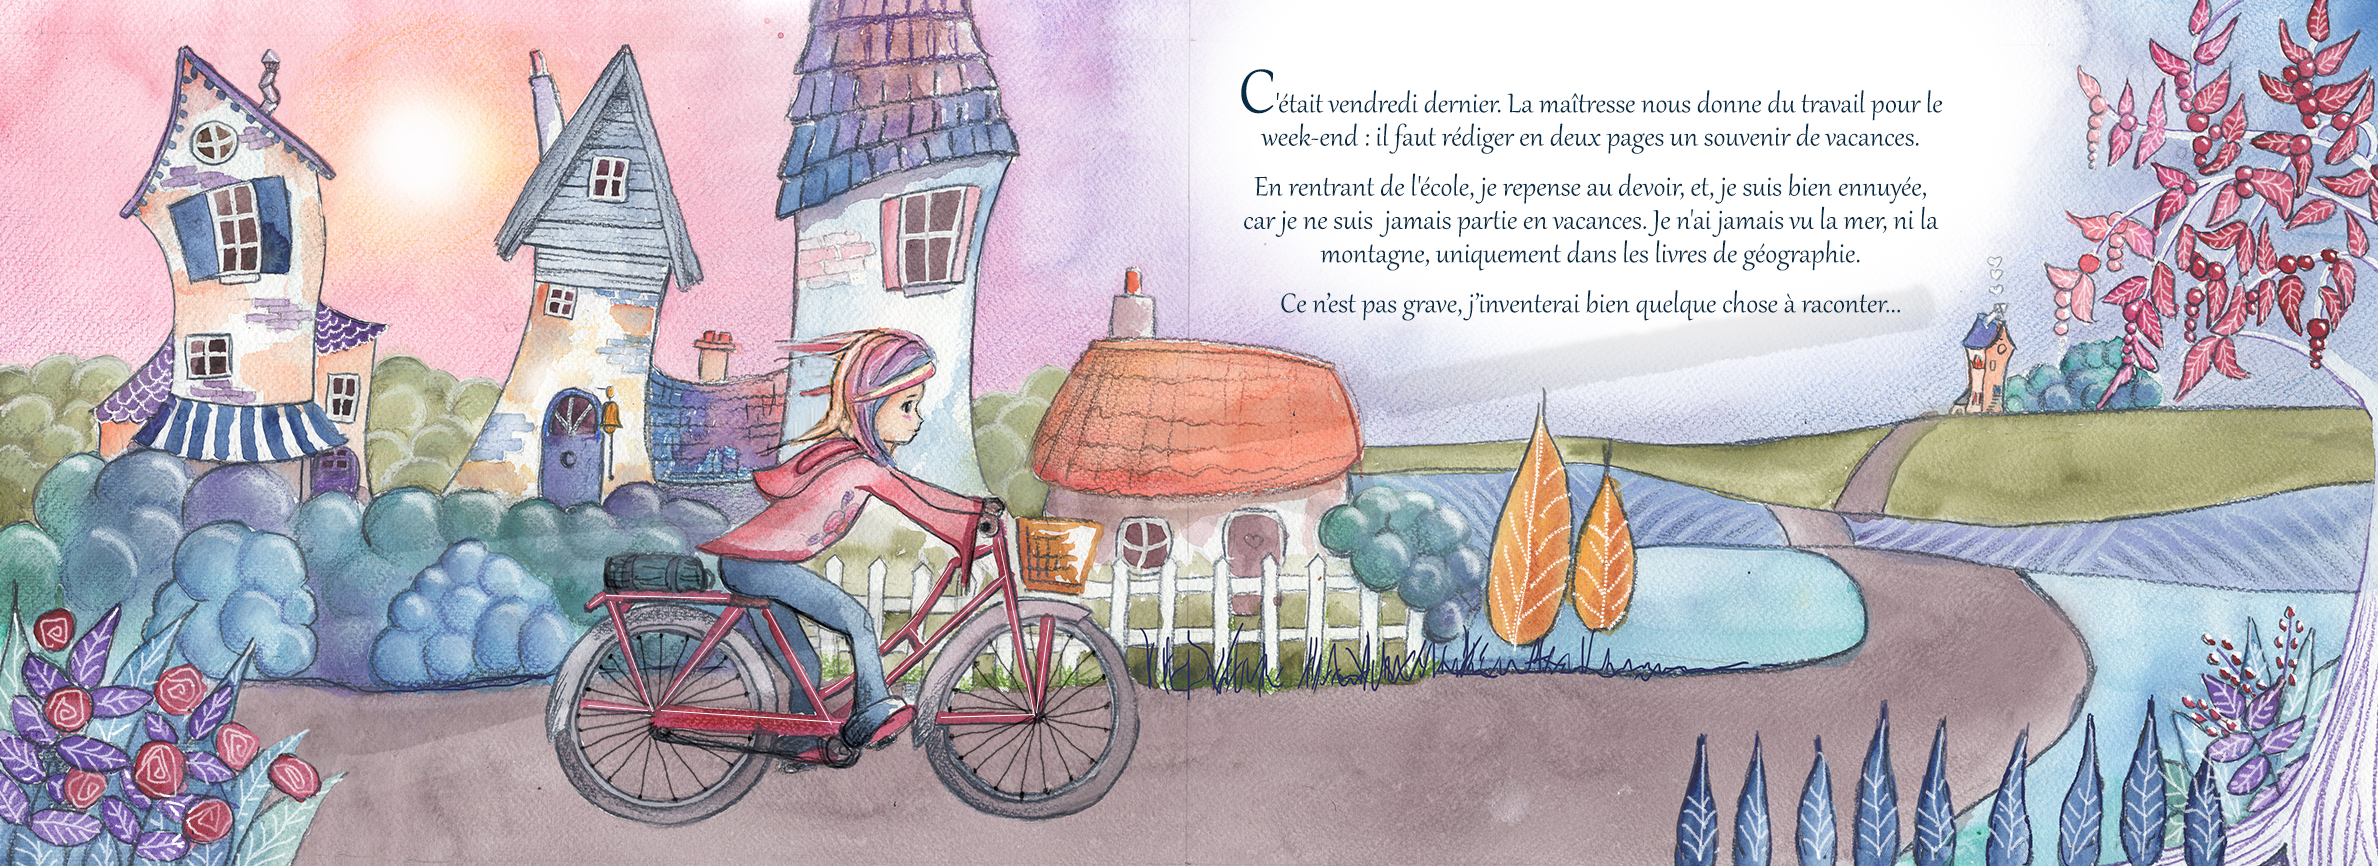 C'était vendredi dernier. La maîtresse nous donne du travail pour le
week-end : il faut rédiger en deux pages un souvenir de vacances.
En rentrant de l'école, je repense au devoir, et, je suis bien ennuyée,
car je ne suis  jamais partie en vacances. Je n'ai jamais vu la mer, ni la
montagne, uniquement dans les livres de géographie.
Ce n’est pas grave, j’inventerai bien quelque chose à raconter...